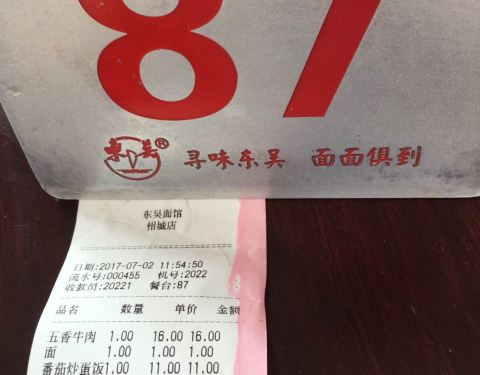 87
東吴® 寻味东吴 面面俱到
东吴面馆
相城店
日期:2017-07-02 11:54:50
流水号:000455 机号:2022
收款员:20221 餐台:87
品名 数量 单价 金额
五香牛肉 1.00 16.00 16.00
面 1.00 1.00 1.00
番茄炒蛋饭1.00 11.00 11.00